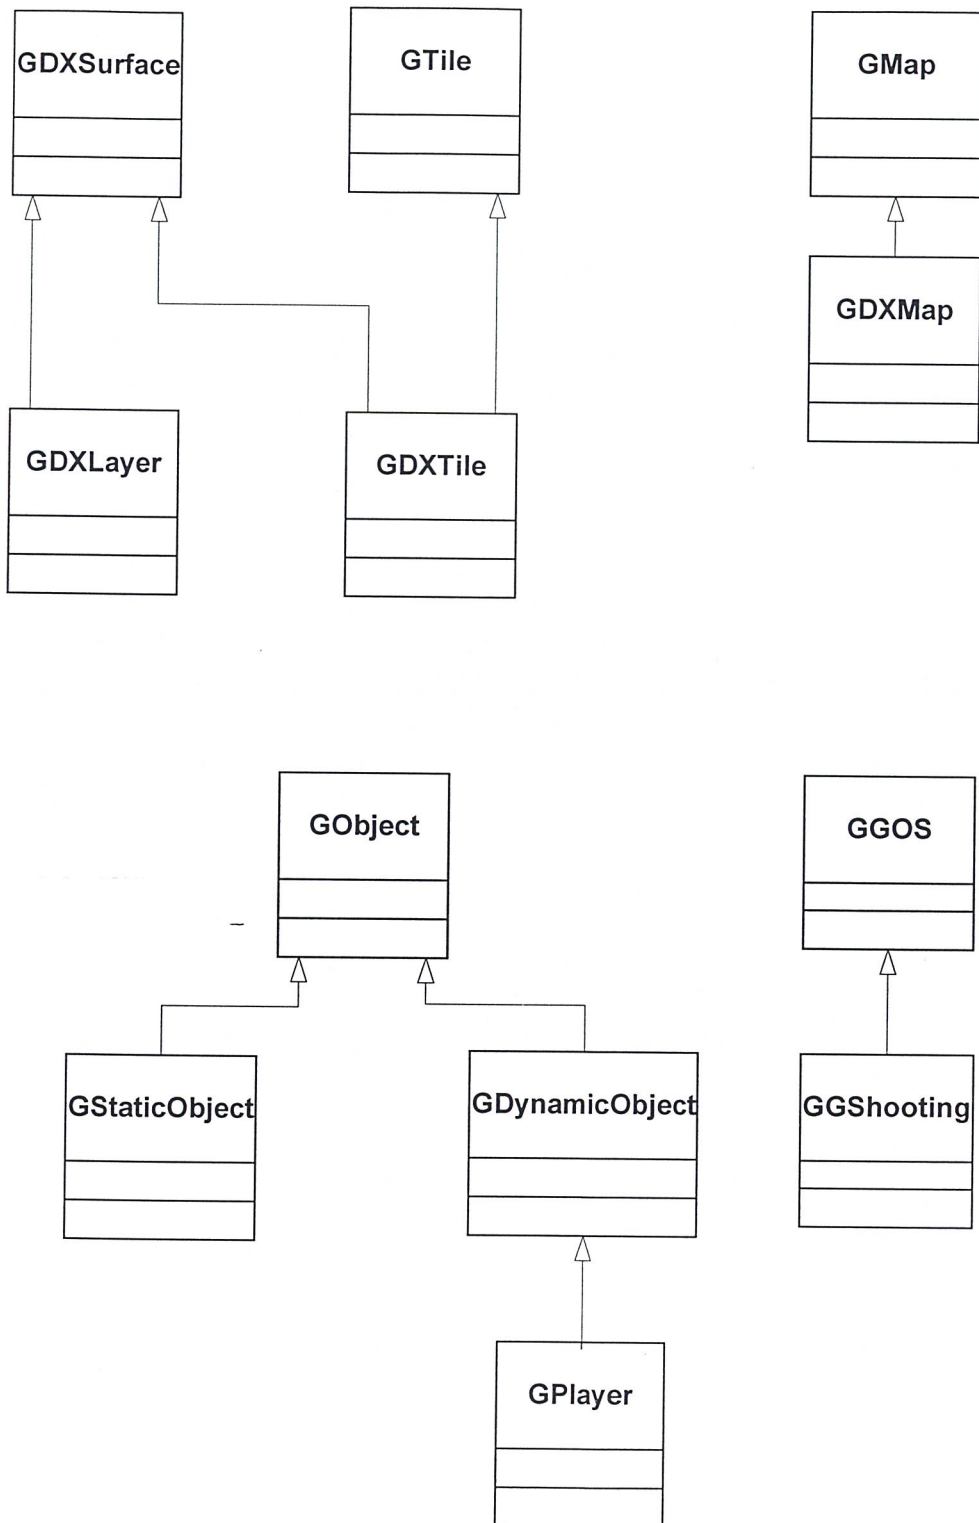 GDXSurface
GTile
GMap
GDXMap
GDXLayer
GDXTile
GObject
GGOS
GStaticObject
GDynamicObject
GGShooting
GPlayer